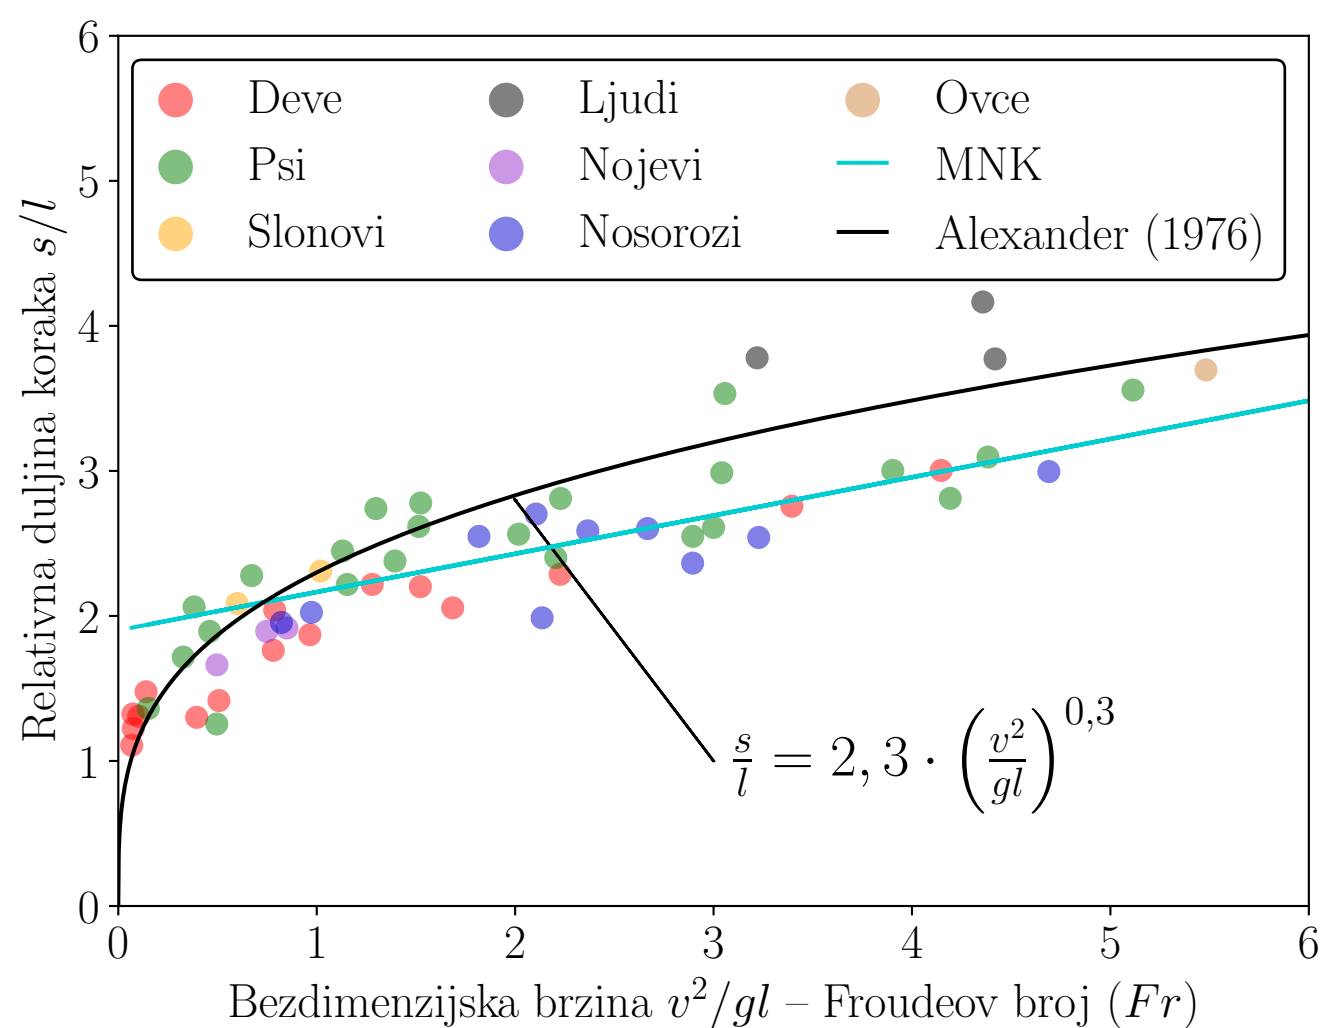 6
5
4
3
2
1
0
Relativna duljina koraka s/l
Deve
Psi
Slonovi
Ljudi
Nojevi
Nosorozi
Ovce
MNK
Alexander (1976)
s/l = 2,3 · (v²/gl)^0,3
0 1 2 3 4 5 6
Bezdimenzijska brzina v²/gl – Froudeov broj (Fr)